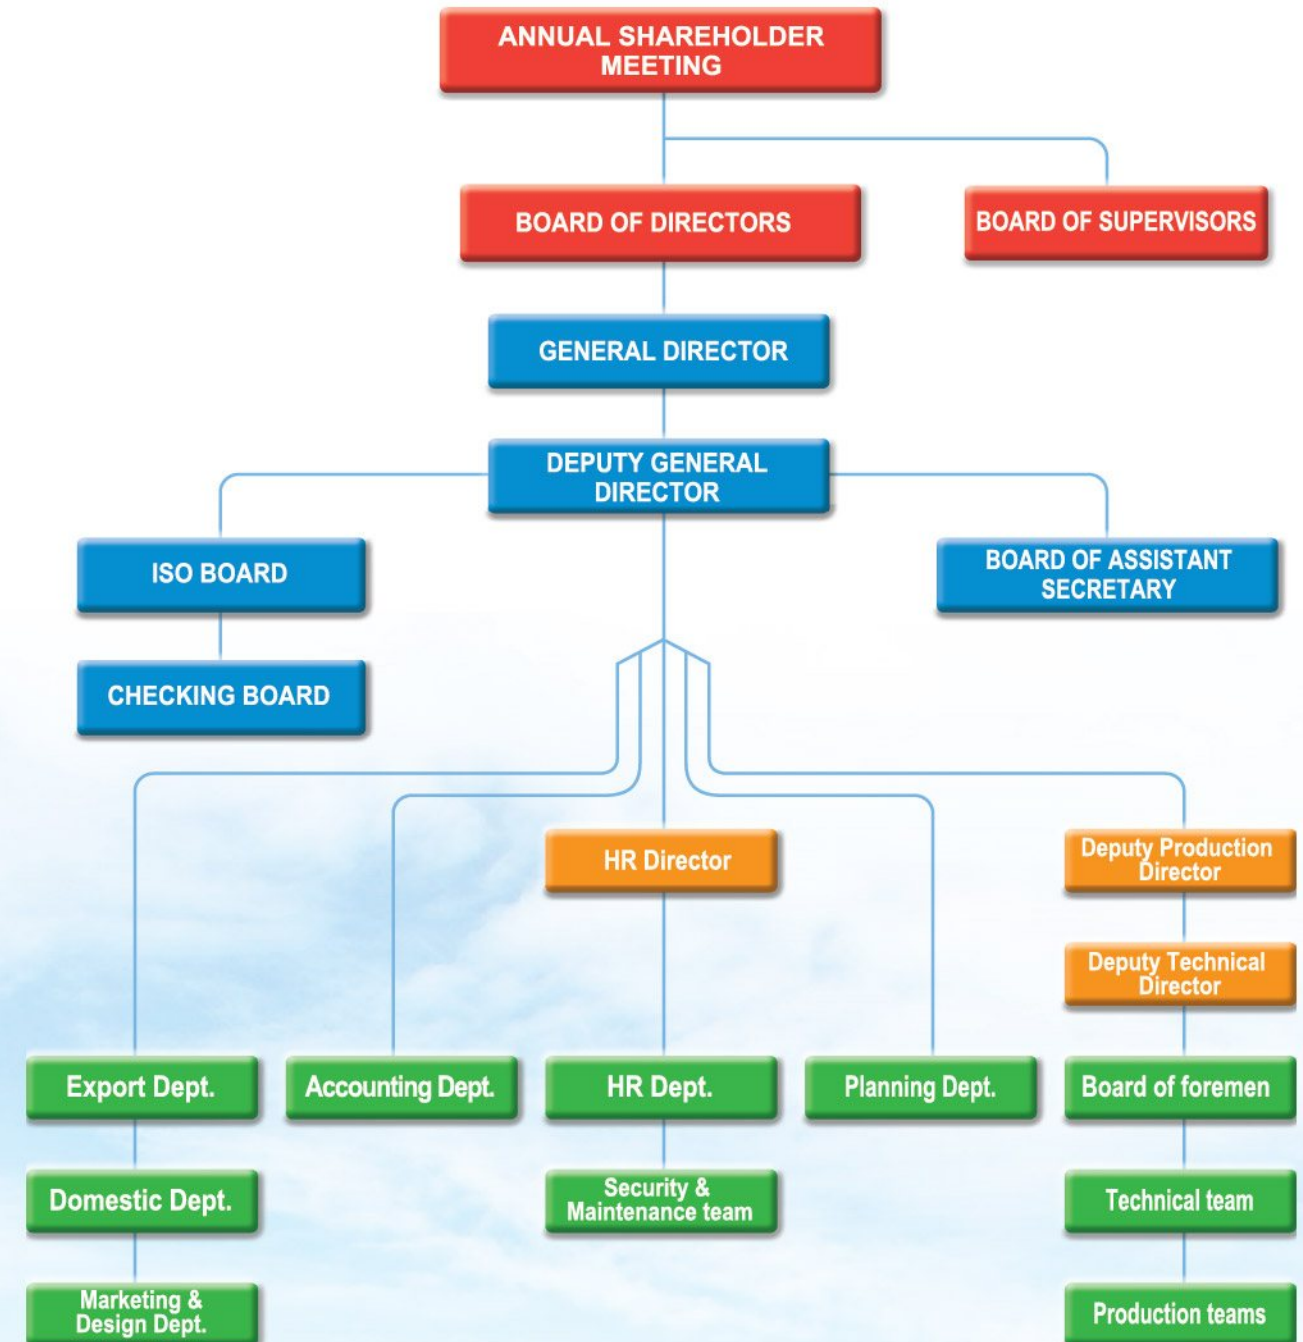 ANNUAL SHAREHOLDER
MEETING
BOARD OF DIRECTORS
BOARD OF SUPERVISORS
GENERAL DIRECTOR
DEPUTY GENERAL
DIRECTOR
ISO BOARD
BOARD OF ASSISTANT
SECRETARY
CHECKING BOARD
HR Director
Deputy Production
Director
Deputy Technical
Director
Export Dept.
Accounting Dept.
HR Dept.
Planning Dept.
Board of foremen
Domestic Dept.
Security &
Maintenance team
Technical team
Marketing &
Design Dept.
Production teams